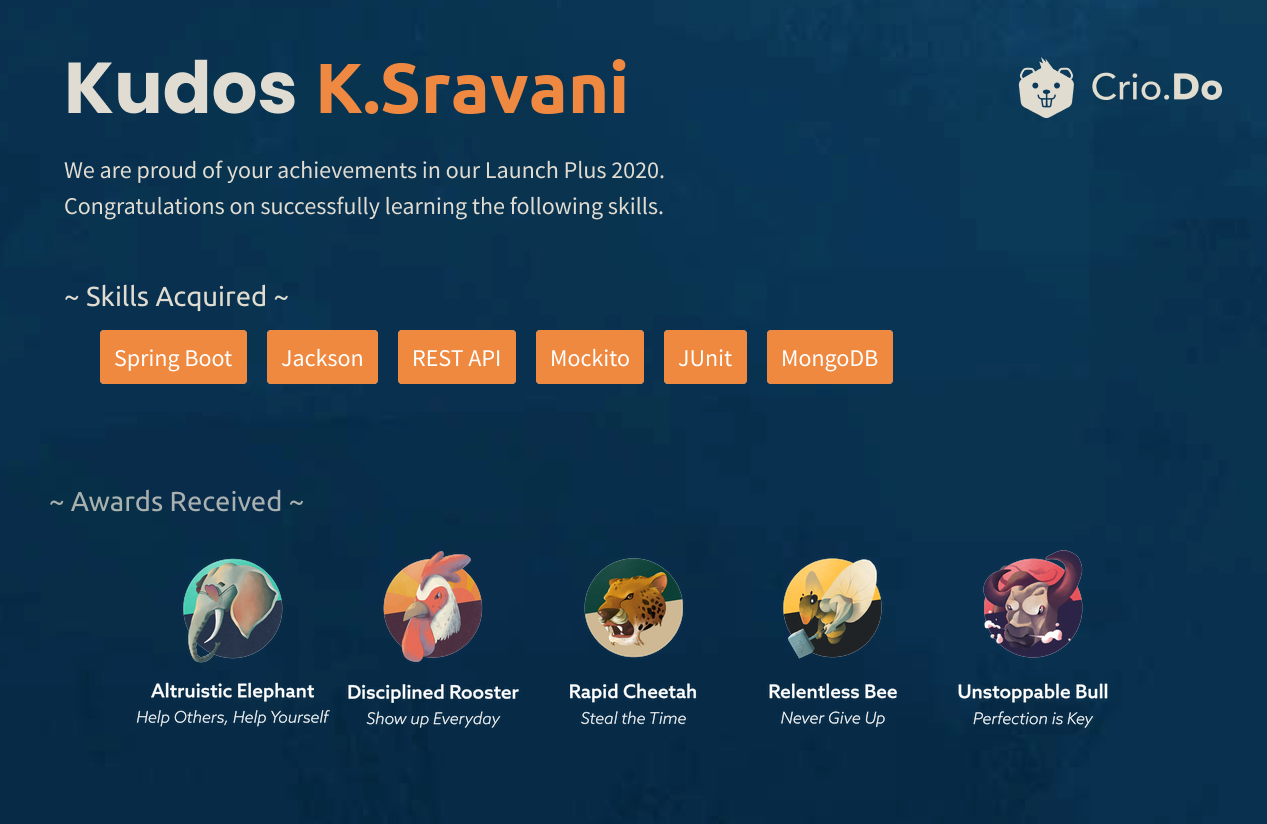 Kudos K.Sravani
Crio.Do
We are proud of your achievements in our Launch Plus 2020.
Congratulations on successfully learning the following skills.
~ Skills Acquired ~
Spring Boot Jackson REST API Mockito JUnit MongoDB
~ Awards Received ~
Altruistic Elephant Disciplined Rooster Rapid Cheetah Relentless Bee Unstoppable Bull
Help Others, Help Yourself Show up Everyday Steal the Time Never Give Up Perfection is Key